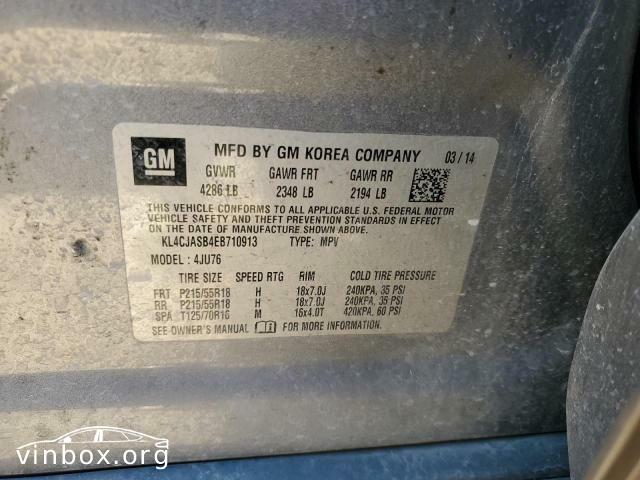 GM MFD BY GM KOREA COMPANY 03/14
GVWR GAWR FRT GAWR RR
4286 LB 2348 LB 2194 LB
THIS VEHICLE CONFORMS TO ALL APPLICABLE U.S. FEDERAL MOTOR
VEHICLE SAFETY AND THEFT PREVENTION STANDARDS IN EFFECT
ON THE DATE OF MANUFACTURE SHOWN ABOVE.
KL4CJASB4EB710913 TYPE: MPV
MODEL: 4JU76
TIRE SIZE SPEED RTG RIM COLD TIRE PRESSURE
FRT P215/55R18 H 18x7.0J 240KPA, 35 PSI
RR P215/55R18 H 18x7.0J 240KPA, 35 PSI
SPA T125/70R16 M 16x4.0T 420KPA, 60 PSI
SEE OWNER'S MANUAL FOR MORE INFORMATION.
vinbox.org